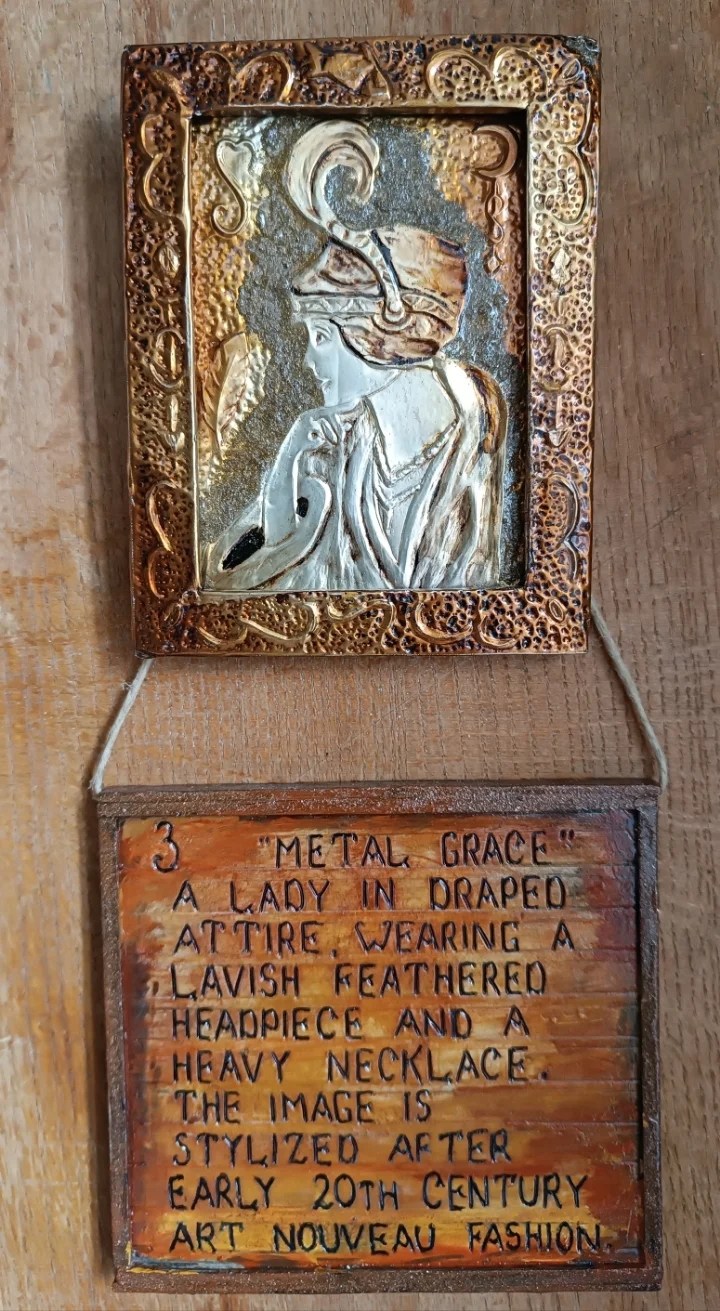 3 "METAL GRACE"
A LADY IN DRAPED
ATTIRE, WEARING A
LAVISH FEATHERED
HEADPIECE AND A
HEAVY NECKLACE.
THE IMAGE IS
STYLIZED AFTER
EARLY 20TH CENTURY
ART NOUVEAU FASHION.